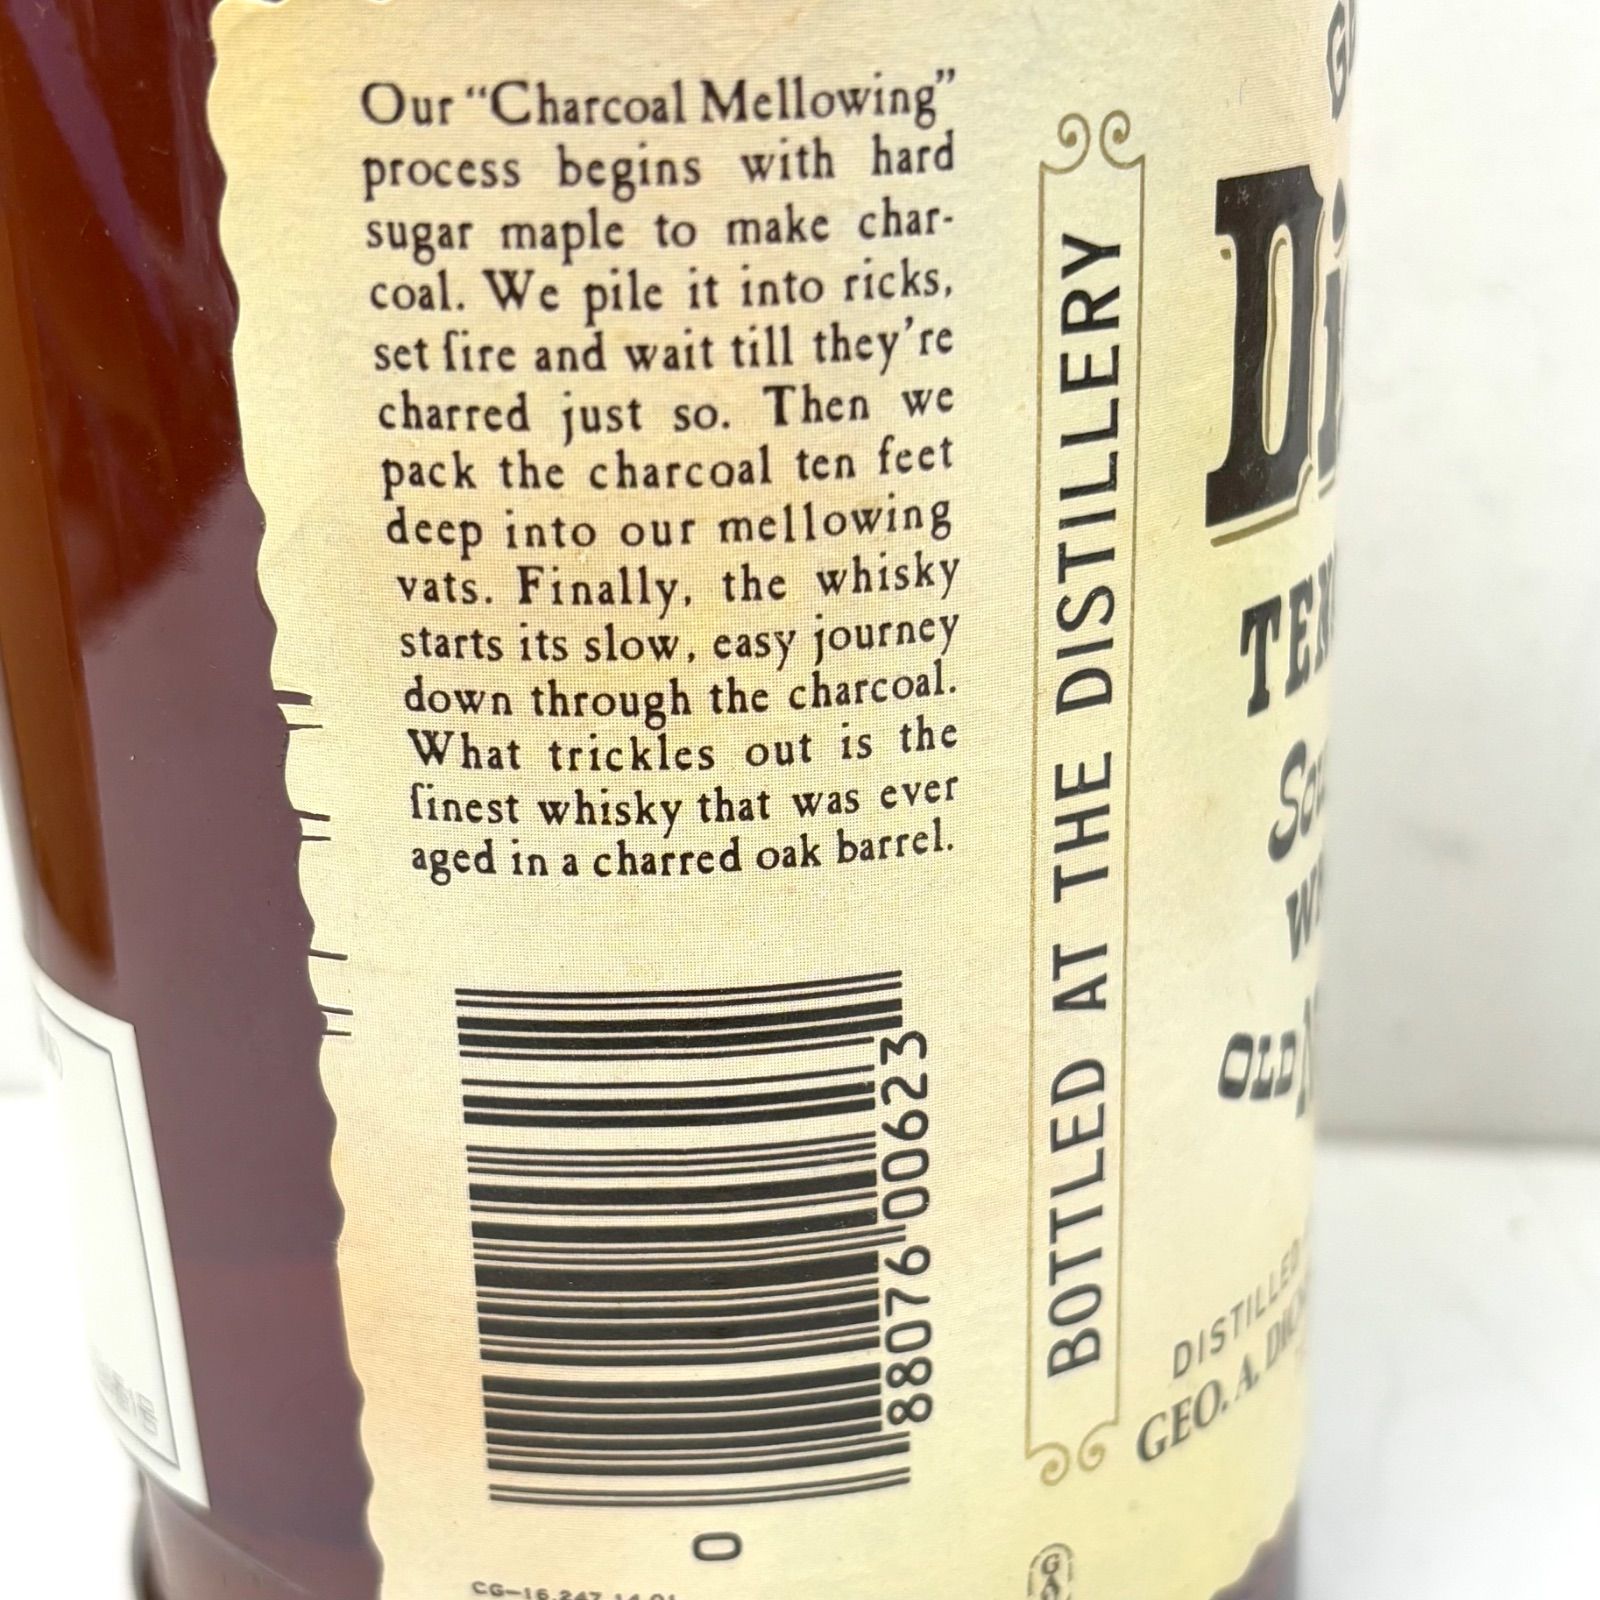 Our “Charcoal Mellowing”
process begins with hard
sugar maple to make char-
coal. We pile it into ricks,
set fire and wait till they're
charred just so. Then we
pack the charcoal ten feet
deep into our mellowing
vats. Finally, the whisky
starts its slow, easy journey
down through the charcoal.
What trickles out is the
finest whisky that was ever
aged in a charred oak barrel.
88076 00623
0
BOTTLED AT THE DISTILLERY
OLD
DISTILLED
GEO. A.